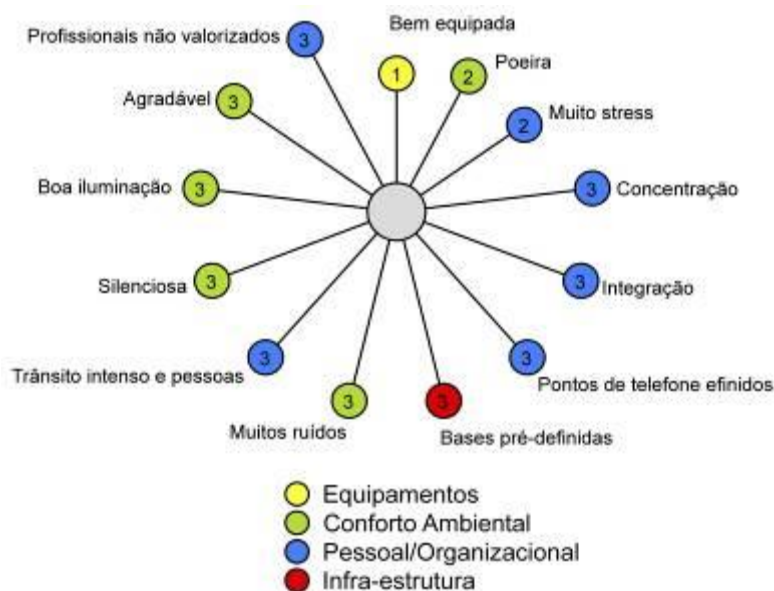 Bem equipada
1
Profissionais não valorizados
3
Poeira
2
Agradável
3
Muito stress
2
Boa iluminação
3
Concentração
3
Silenciosa
3
Integração
3
Trânsito intenso e pessoas
3
Pontos de telefone efinidos
3
Muitos ruídos
3
Bases pré-definidas
3
Equipamentos
Conforto Ambiental
Pessoal/Organizacional
Infra-estrutura